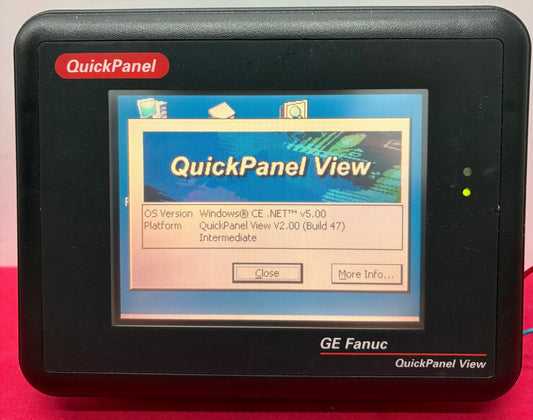 QuickPanel
QuickPanel View
OS Version Windows® CE .NET™ v5.00
Platform QuickPanel View V2.00 (Build 47)
Intermediate
Close
More Info...
GE Fanuc
QuickPanel View